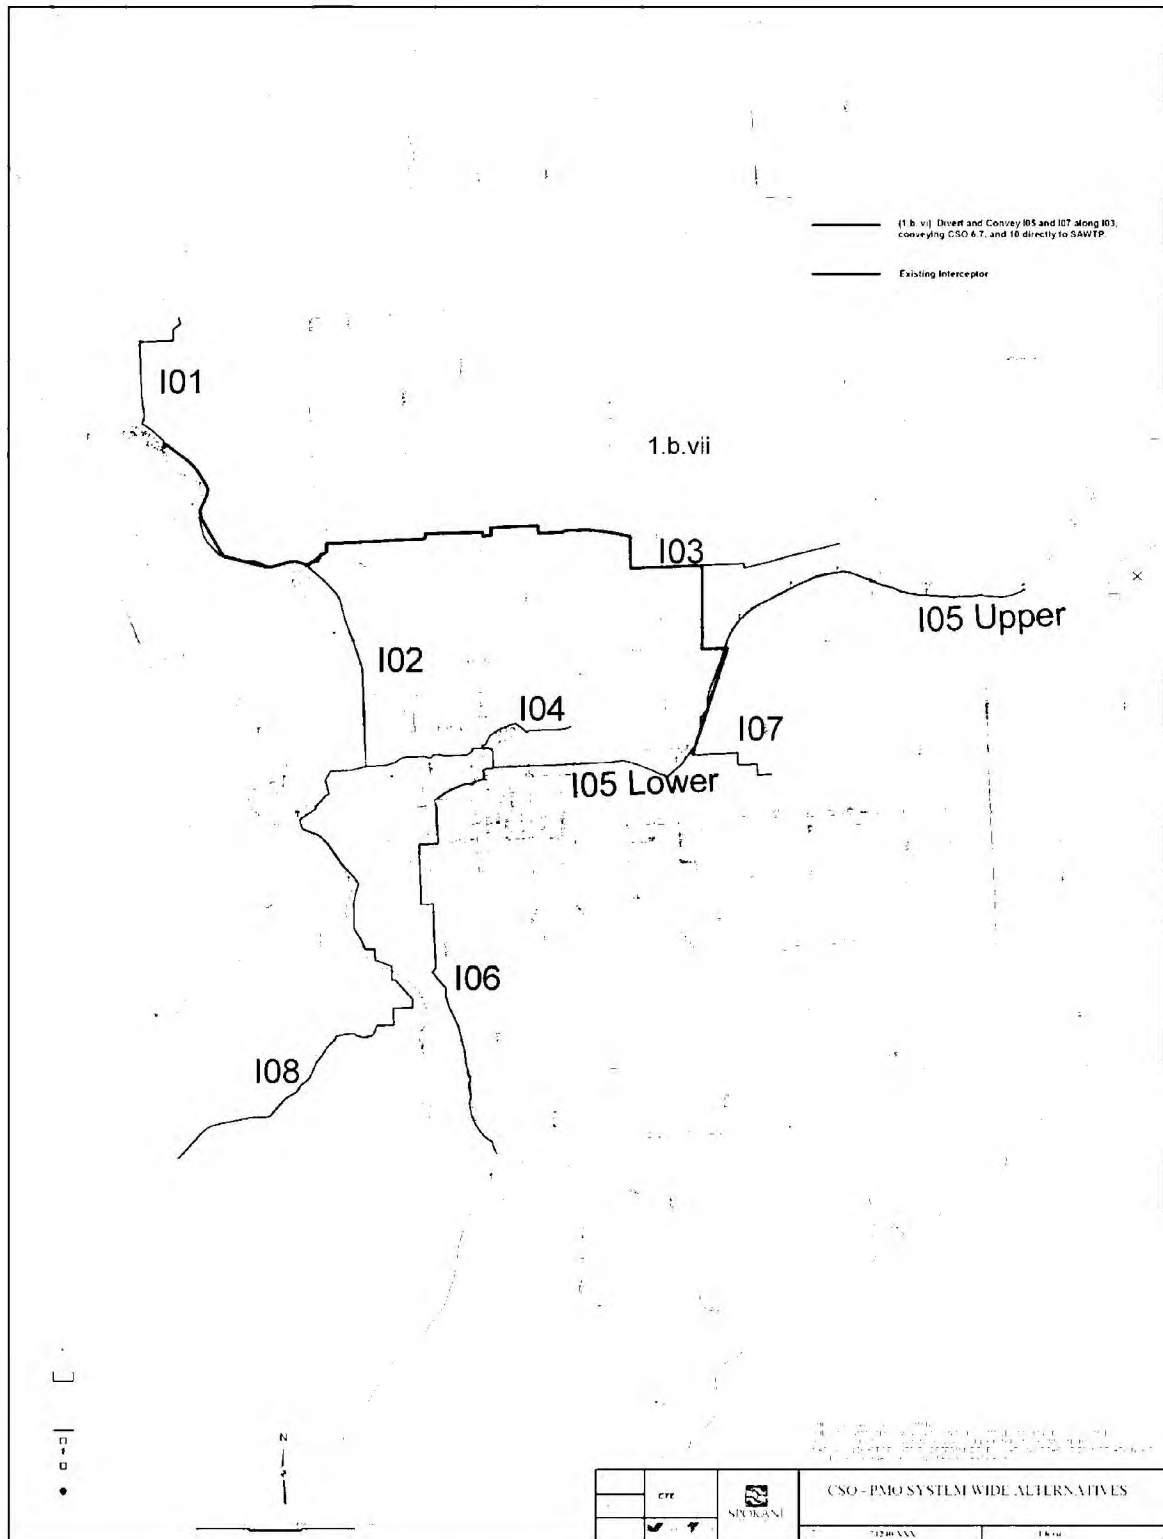 (1.b. vi) Divert and Convey I05 and I07 along I03,
conveying CSO 6,7, and 10 directly to SAWTP.
Existing Interceptor
I01
1.b.vii
I03
I05 Upper
I02
I04
I07
I05 Lower
I06
I08
N
CTE
SPOKANE
CSO - PMO SYSTEM WIDE ALTERNATIVES